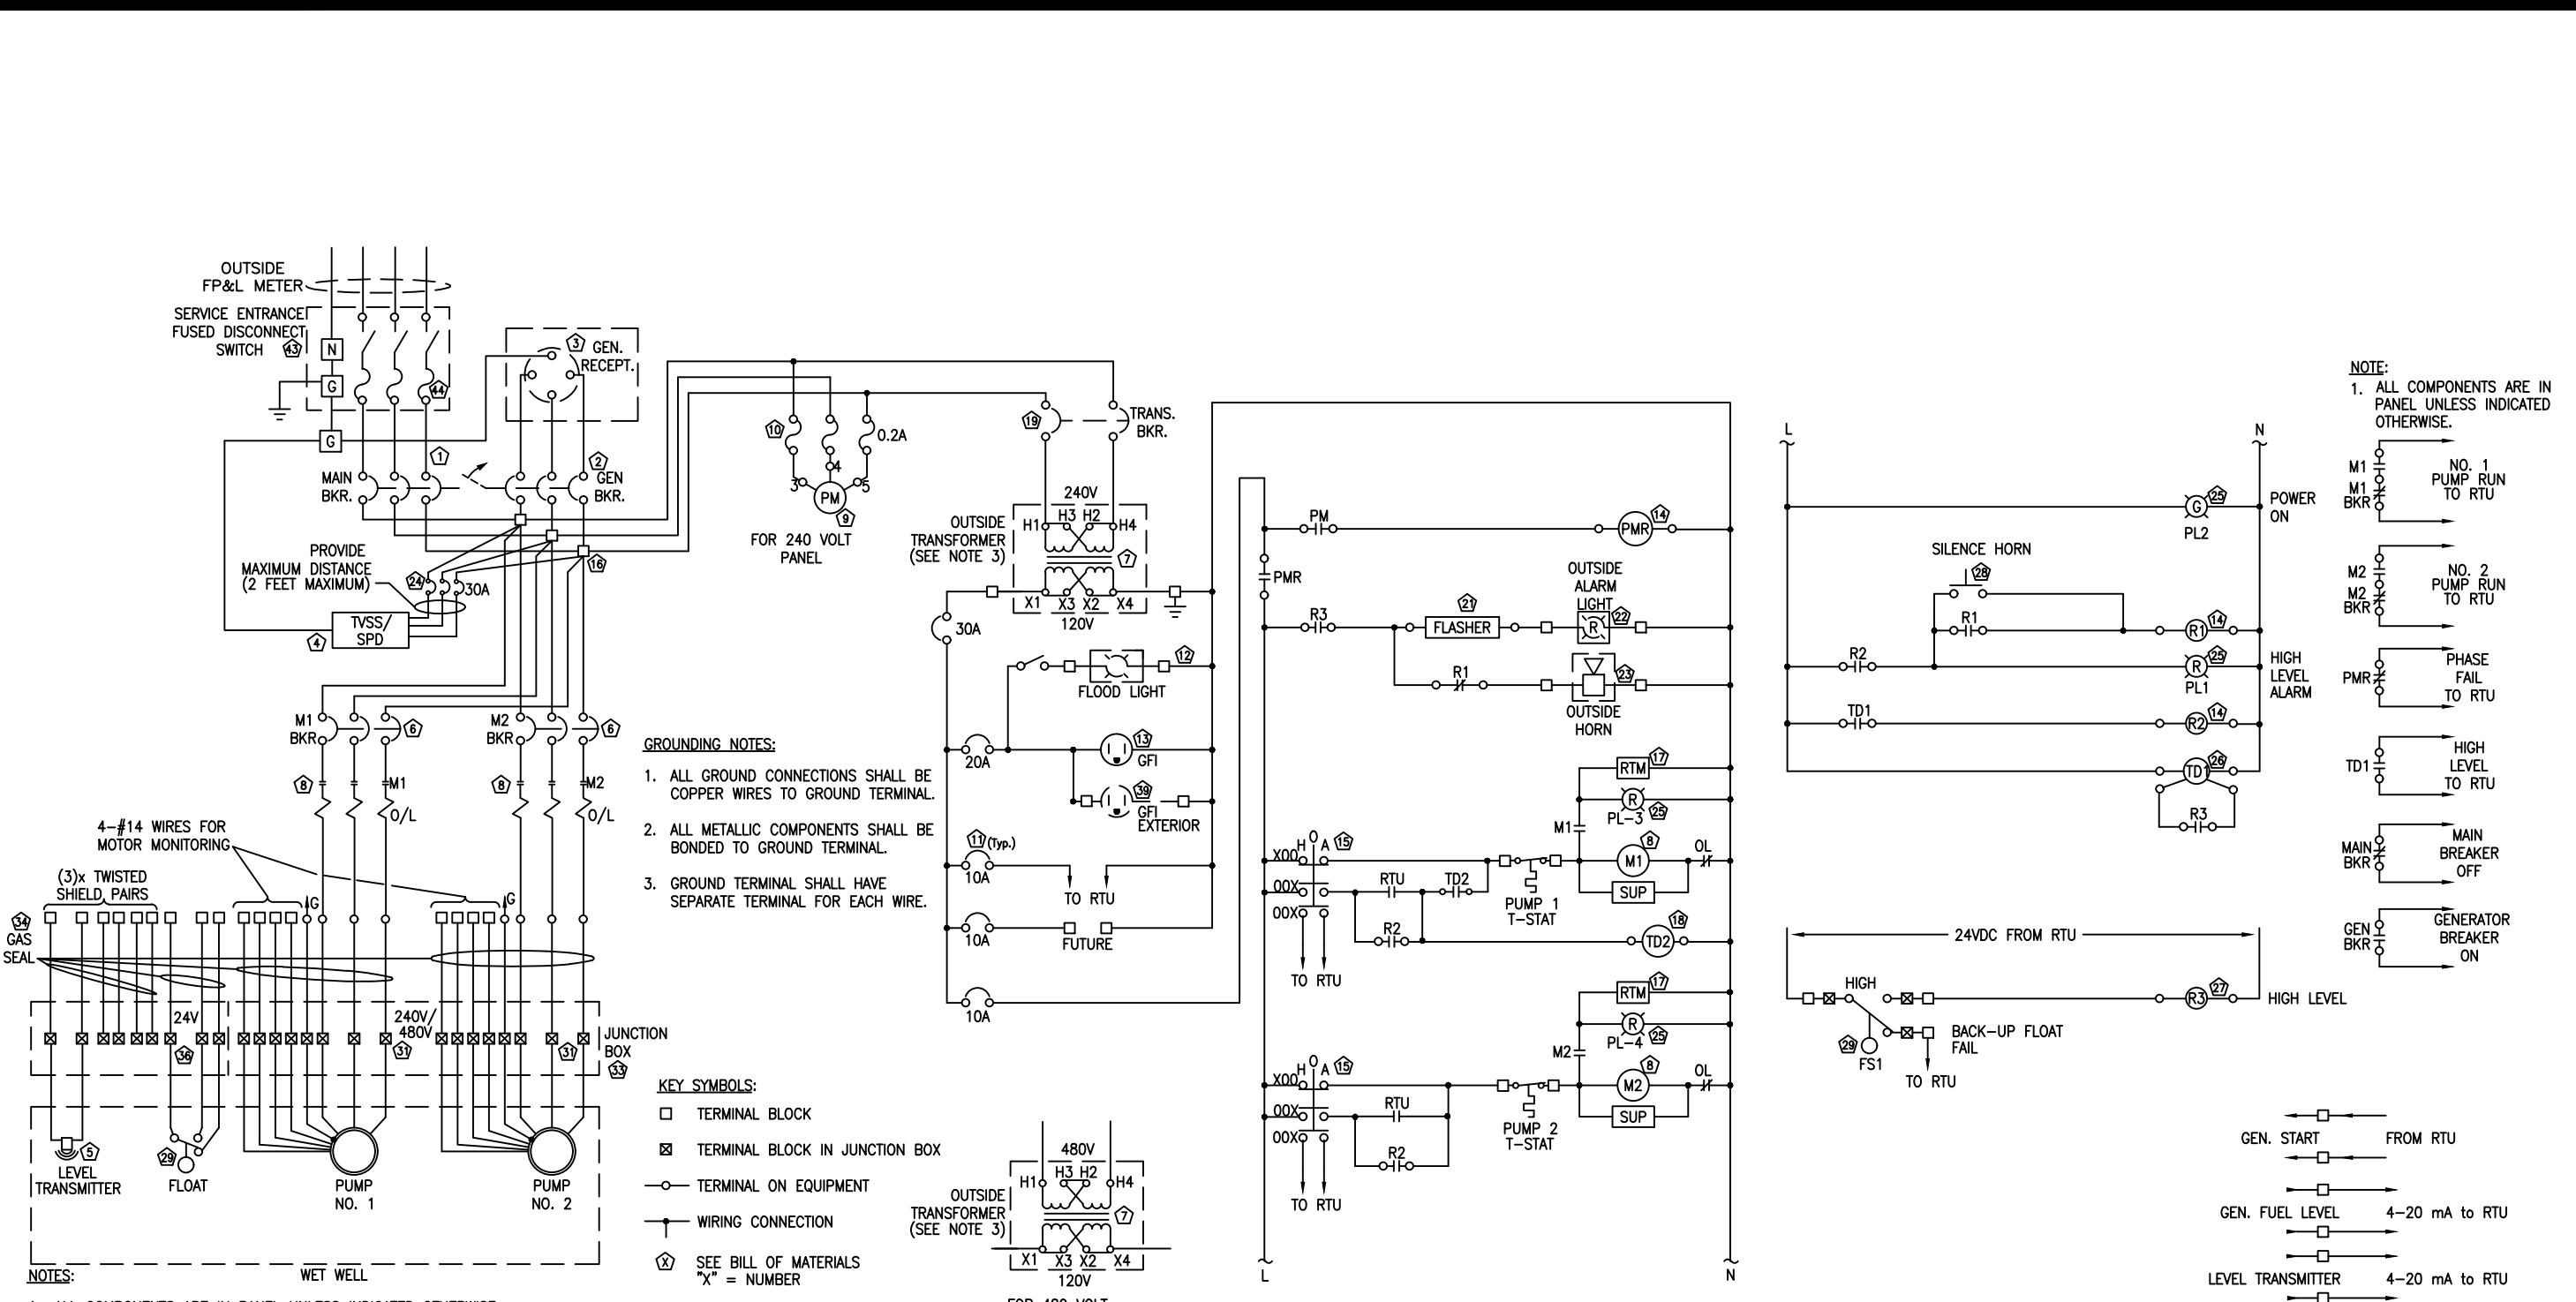 OUTSIDE
FP&L METER
SERVICE ENTRANCE
FUSED DISCONNECT
SWITCH
43
N
G
44
G
3
GEN.
RECEPT.
1
2
MAIN
BKR.
GEN
BKR.
16
PROVIDE
MAXIMUM DISTANCE
(2 FEET MAXIMUM)
24
30A
TVSS/
SPD
4
M1
BKR
6
M2
BKR
6
8
M1
O/L
8
M2
O/L
4-#14 WIRES FOR
MOTOR MONITORING
(3)x TWISTED
SHIELD PAIRS
G
G
34
GAS
SEAL
24V
36
240V/
480V
31
31
JUNCTION
BOX
33
5
LEVEL
TRANSMITTER
29
FLOAT
PUMP
NO. 1
PUMP
NO. 2
WET WELL
NOTES:
1. ALL COMPONENTS ARE IN PANEL UNLESS INDICATED OTHERWISE
GROUNDING NOTES:
1. ALL GROUND CONNECTIONS SHALL BE
COPPER WIRES TO GROUND TERMINAL.
2. ALL METALLIC COMPONENTS SHALL BE
BONDED TO GROUND TERMINAL.
3. GROUND TERMINAL SHALL HAVE
SEPARATE TERMINAL FOR EACH WIRE.
KEY SYMBOLS:
TERMINAL BLOCK
TERMINAL BLOCK IN JUNCTION BOX
TERMINAL ON EQUIPMENT
WIRING CONNECTION
X
SEE BILL OF MATERIALS
"X" = NUMBER
10
0.2A
4
3
5
PM
9
FOR 240 VOLT
PANEL
19
TRANS.
BKR.
240V
OUTSIDE
TRANSFORMER
(SEE NOTE 3)
H1 H3 H2 H4
7
X1 X3 X2 X4
120V
30A
12
FLOOD LIGHT
20A
13
GFI
39
GFI
EXTERIOR
11 (Typ.)
10A
TO RTU
10A
FUTURE
10A
480V
OUTSIDE
TRANSFORMER
(SEE NOTE 3)
H1 H3 H2 H4
7
X1 X3 X2 X4
120V
FOR 480 VOLT
PM
PMR
14
PMR
R3
21
FLASHER
OUTSIDE
ALARM
LIGHT
R
22
R1
23
OUTSIDE
HORN
RTM
17
R
PL-3
25
M1
H O A
15
X00
00X
00X
RTU
TD2
R2
TO RTU
PUMP 1
T-STAT
M1
8
OL
SUP
18
TD2
RTM
17
R
PL-4
25
M2
H O A
15
X00
00X
00X
RTU
R2
TO RTU
PUMP 2
T-STAT
M2
8
OL
SUP
L
N
L
N
G
25
PL2
POWER
ON
SILENCE HORN
28
R1
R1
14
R2
R
25
PL1
HIGH
LEVEL
ALARM
TD1
R2
14
TD1
26
R3
24VDC FROM RTU
HIGH
29
FS1
BACK-UP FLOAT
FAIL
TO RTU
R3
27
HIGH LEVEL
NOTE:
1. ALL COMPONENTS ARE IN
PANEL UNLESS INDICATED
OTHERWISE.
M1
M1
BKR
NO. 1
PUMP RUN
TO RTU
M2
M2
BKR
NO. 2
PUMP RUN
TO RTU
PMR
PHASE
FAIL
TO RTU
TD1
HIGH
LEVEL
TO RTU
MAIN
BKR
MAIN
BREAKER
OFF
GEN
BKR
GENERATOR
BREAKER
ON
GEN. START
FROM RTU
GEN. FUEL LEVEL
4-20 mA to RTU
LEVEL TRANSMITTER
4-20 mA to RTU